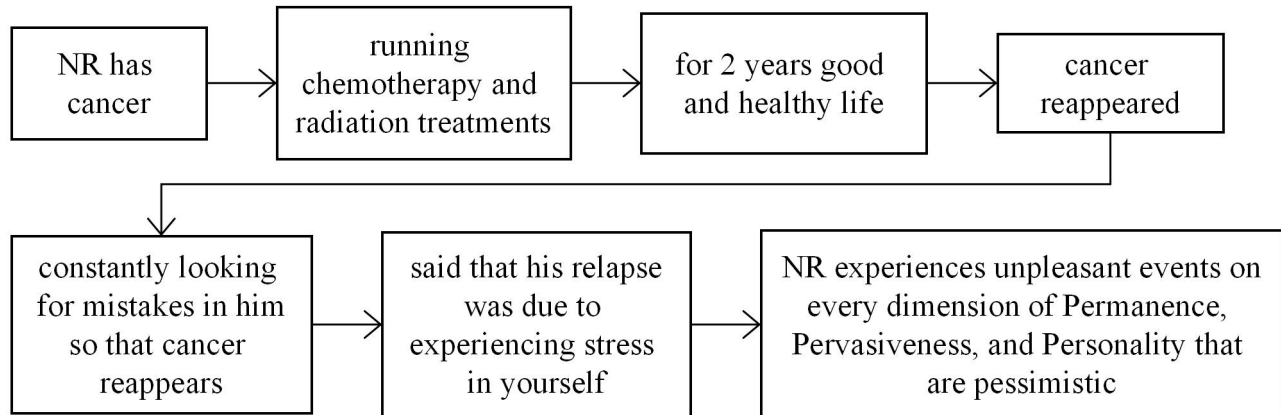 NR has
cancer
running
chemotherapy and
radiation treatments
for 2 years good
and healthy life
cancer
reappeared
constantly looking
for mistakes in him
so that cancer
reappears
said that his relapse
was due to
experiencing stress
in yourself
NR experiences unpleasant events on
every dimension of Permanence,
Pervasiveness, and Personality that
are pessimistic